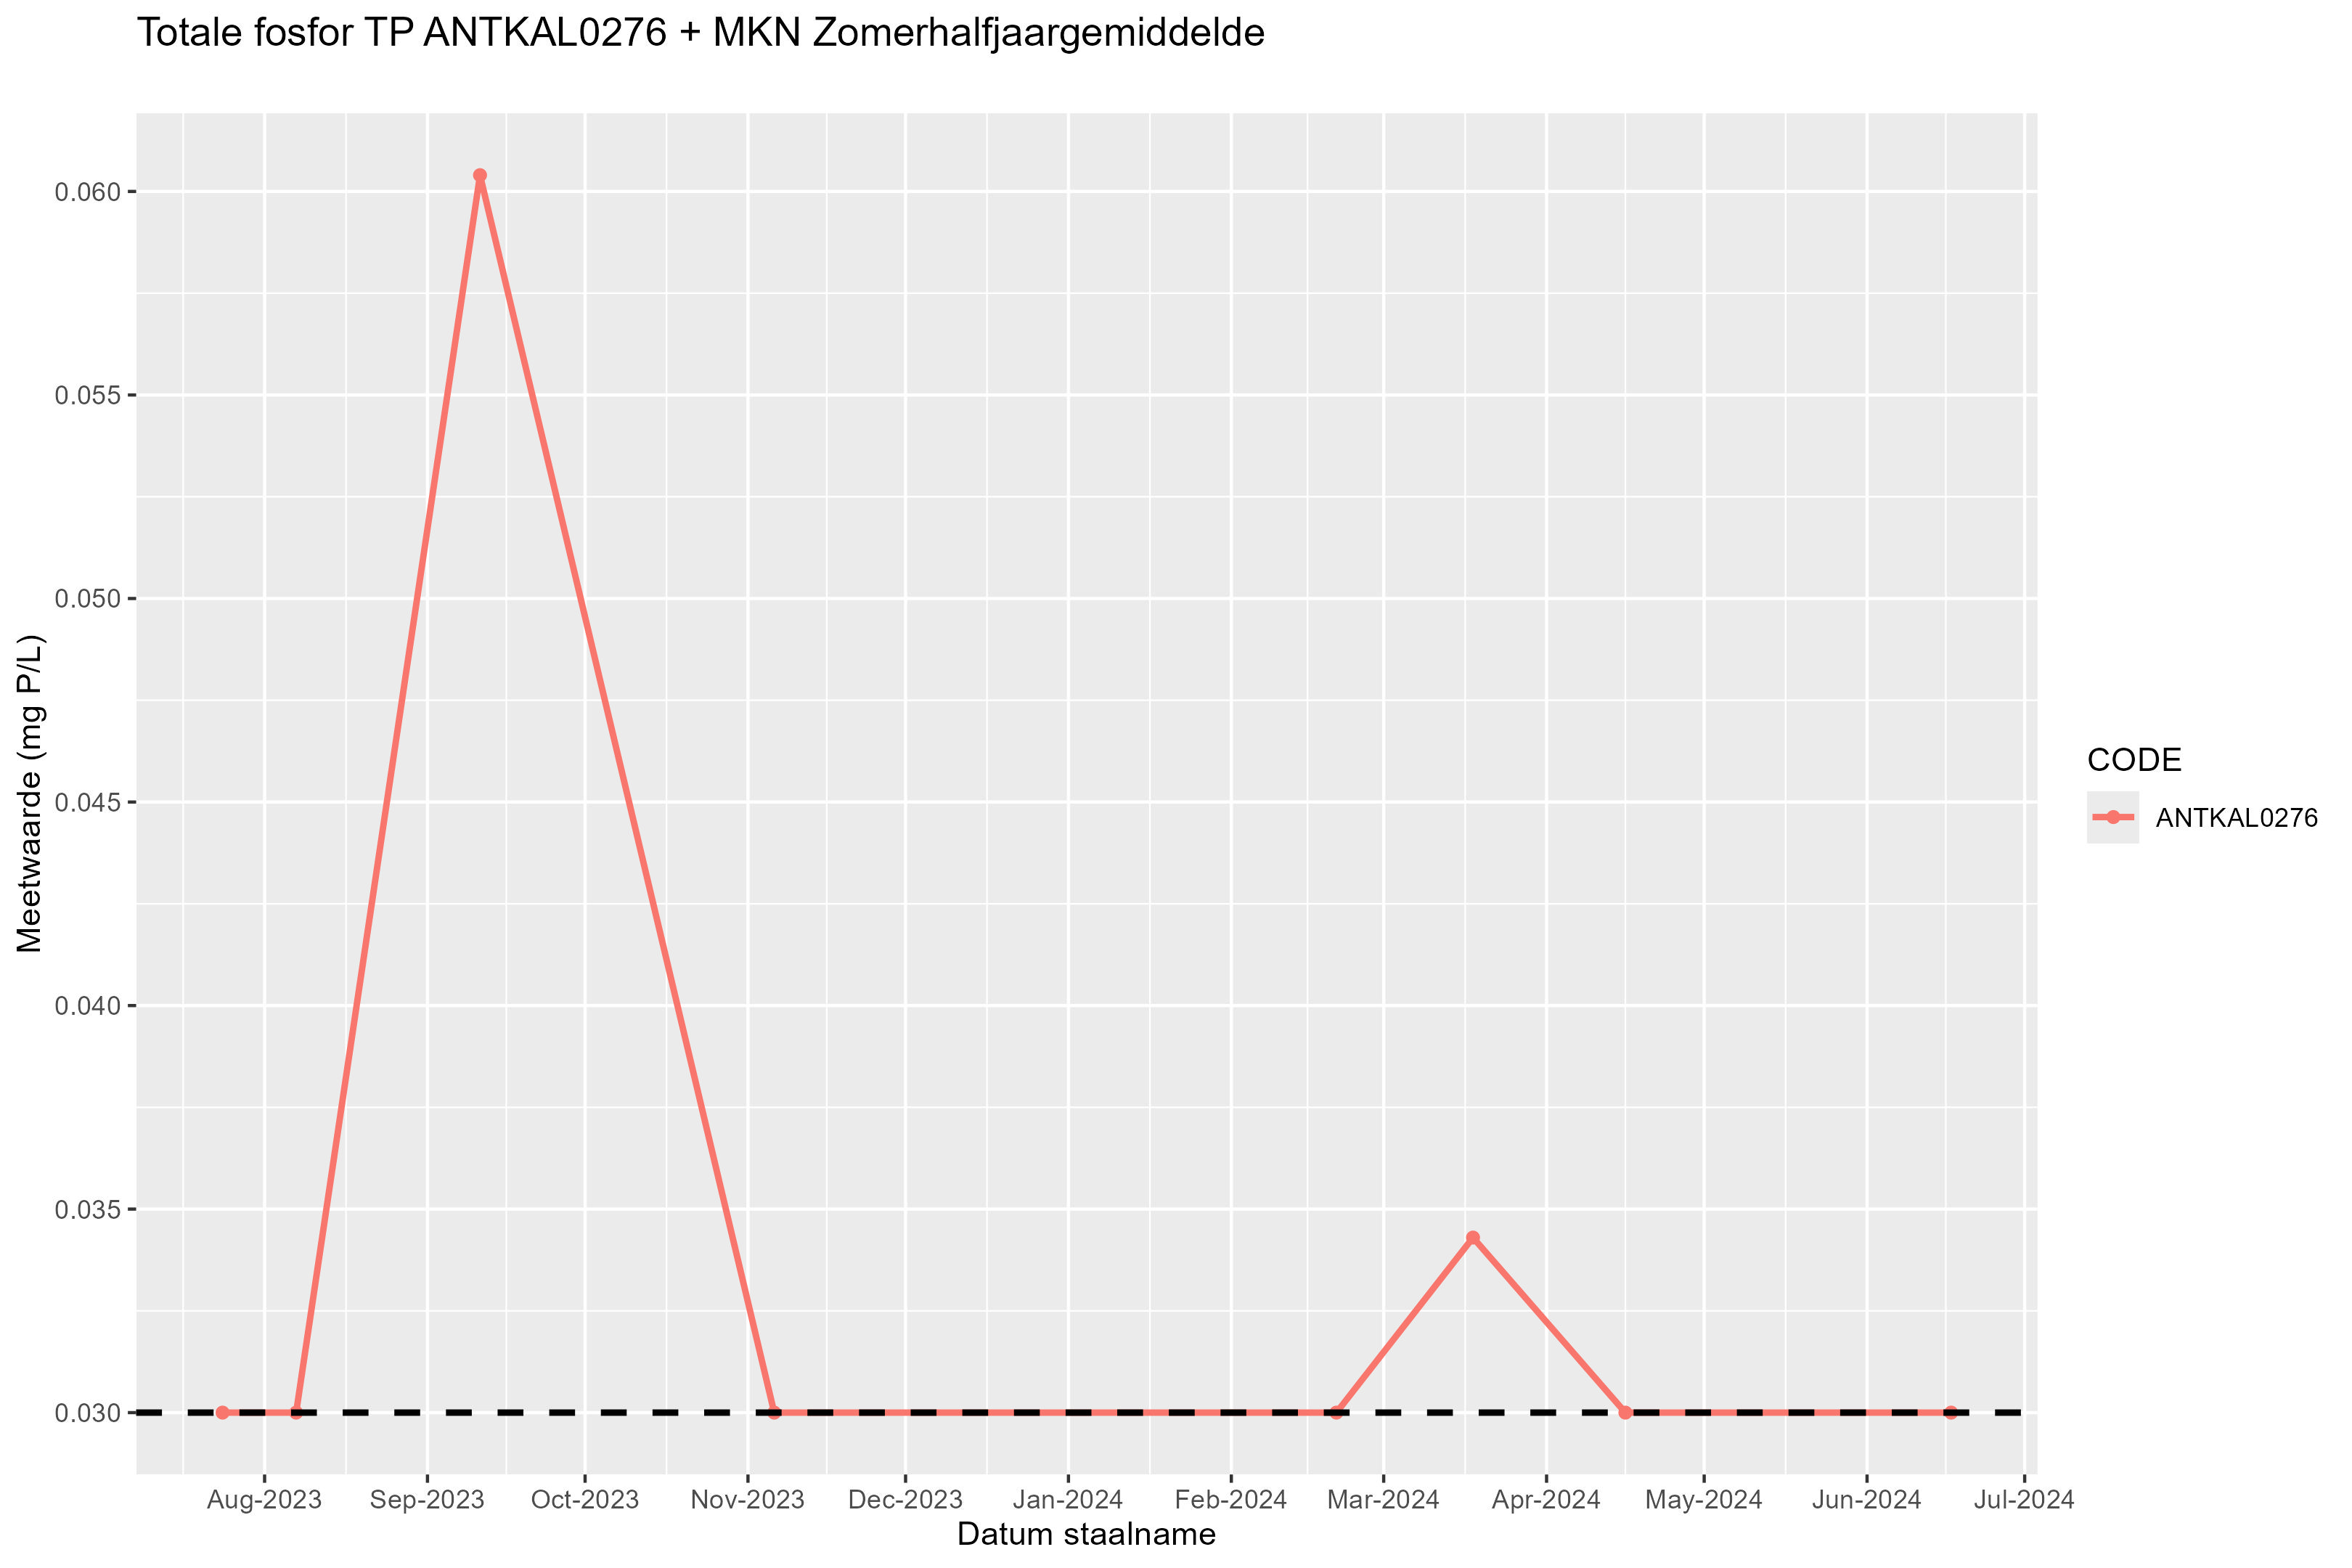 Totale fosfor TP ANTKAL0276 + MKN Zomerhalfjaargemiddelde
Meetwaarde (mg P/L)
0.060
0.055
0.050
0.045
0.040
0.035
0.030
Aug-2023 Sep-2023 Oct-2023 Nov-2023 Dec-2023 Jan-2024 Feb-2024 Mar-2024 Apr-2024 May-2024 Jun-2024 Jul-2024
Datum staalname
CODE
ANTKAL0276